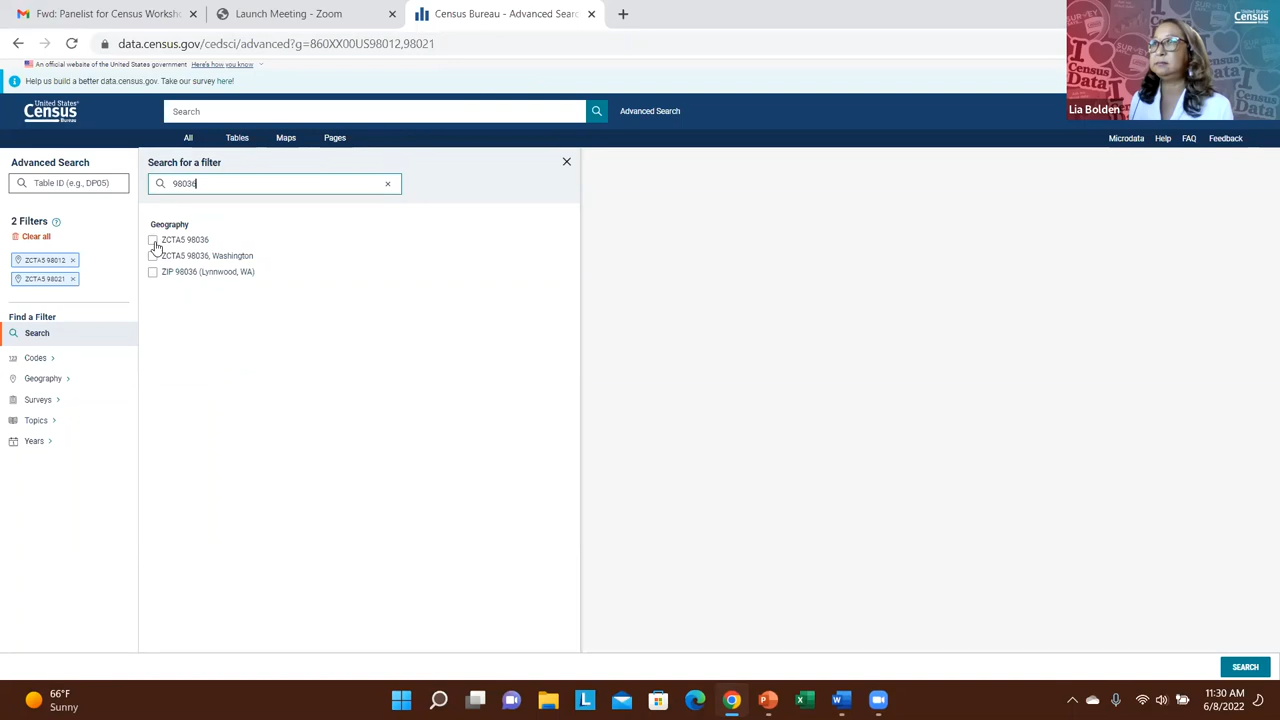 Fwd: Panelist for Census Worksho
Launch Meeting - Zoom
Census Bureau - Advanced Searc
data.census.gov/cedsci/advanced?g=860XX00US98012,98021
An official website of the United States government Here's how you know
Help us build a better data.census.gov. Take our survey here!
United States®
Census
Bureau
Search
Advanced Search
All
Tables
Maps
Pages
Microdata
Help
FAQ
Feedback
Lia Bolden
Advanced Search
Table ID (e.g., DP05)
2 Filters
Clear all
ZCTA5 98012
ZCTA5 98021
Find a Filter
Search
Codes
Geography
Surveys
Topics
Years
Search for a filter
98036
Geography
ZCTA5 98036
ZCTA5 98036, Washington
ZIP 98036 (Lynnwood, WA)
SEARCH
66°F
Sunny
11:30 AM
6/8/2022